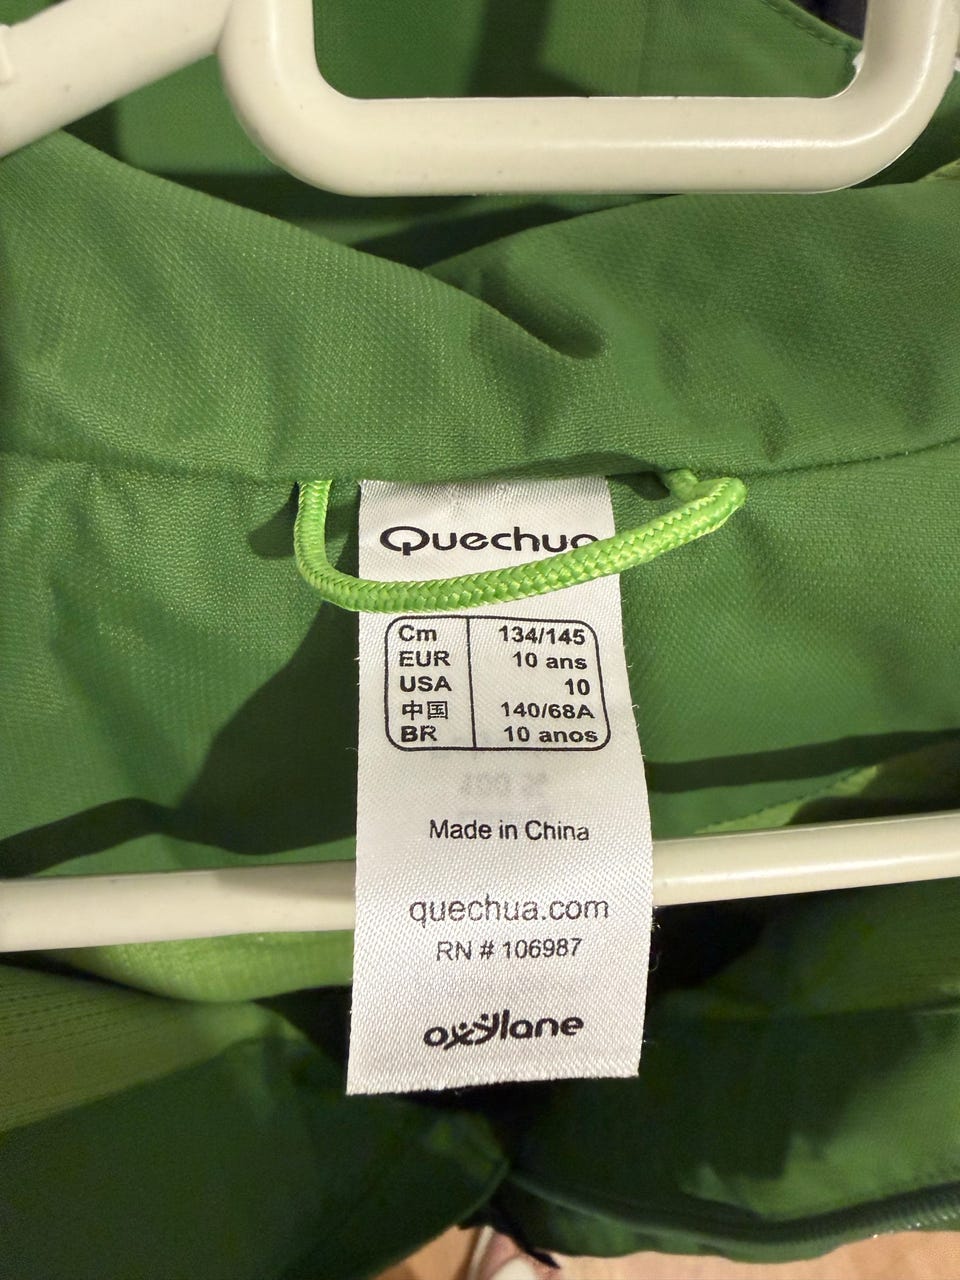 Quechua
Cm 134/145
EUR 10 ans
USA 10
中国 140/68A
BR 10 anos
Made in China
quechua.com
RN # 106987
oxylane